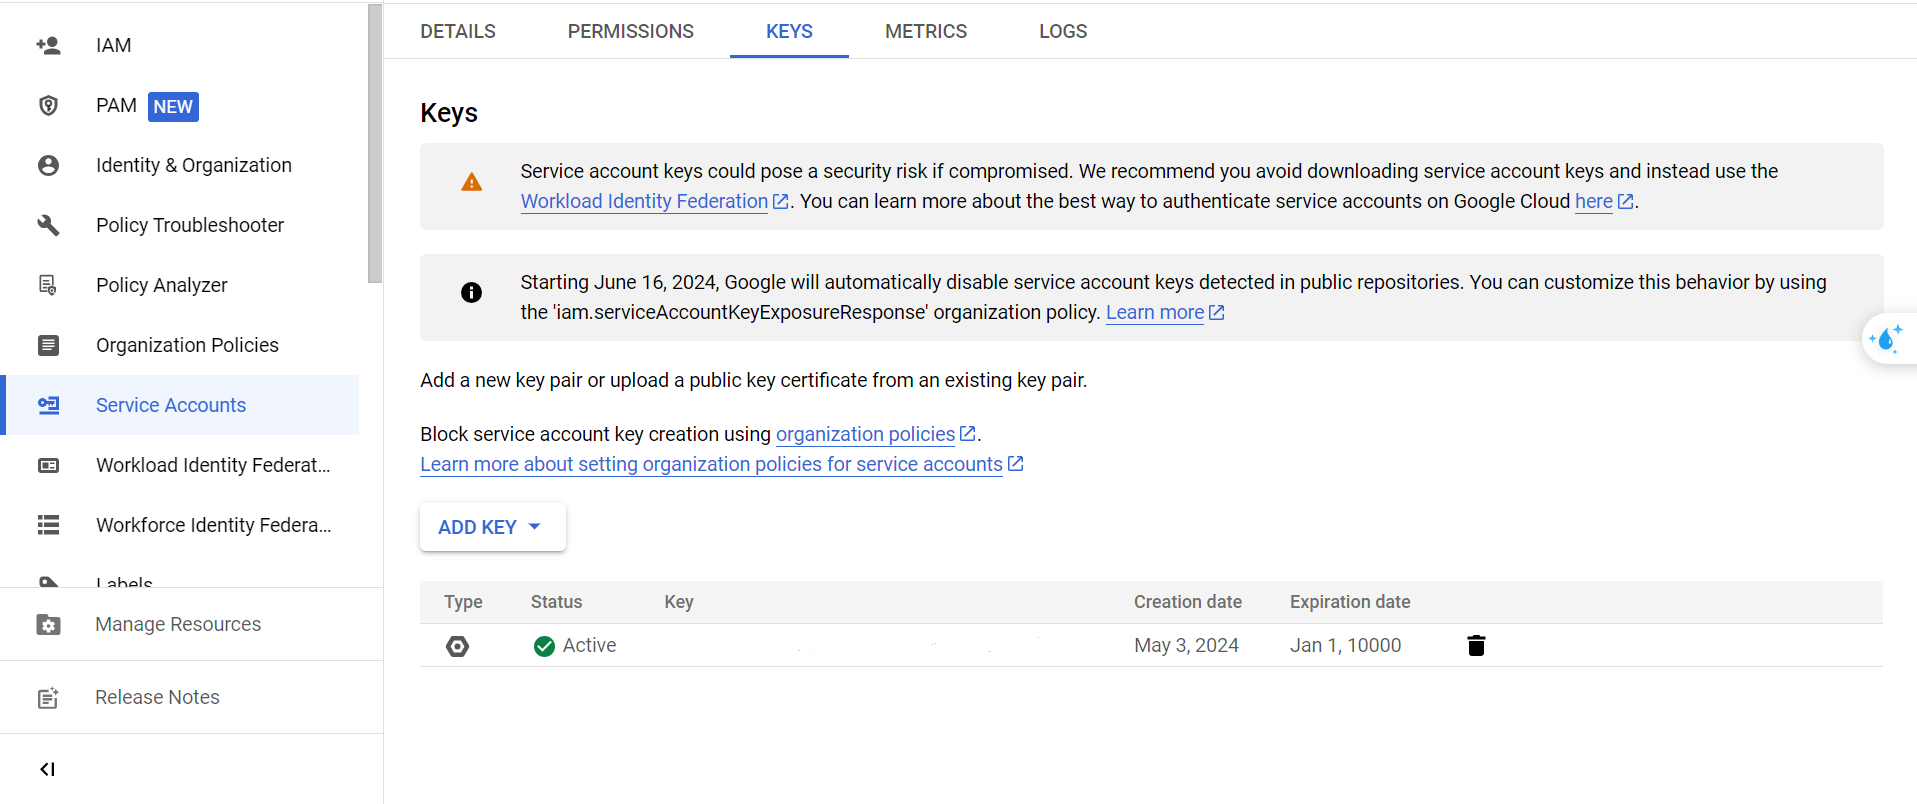 IAM
PAM NEW
Identity & Organization
Policy Troubleshooter
Policy Analyzer
Organization Policies
Service Accounts
Workload Identity Federat...
Workforce Identity Federa...
Labels
Manage Resources
Release Notes
DETAILS PERMISSIONS KEYS METRICS LOGS
Keys
Service account keys could pose a security risk if compromised. We recommend you avoid downloading service account keys and instead use the
Workload Identity Federation. You can learn more about the best way to authenticate service accounts on Google Cloud here.
Starting June 16, 2024, Google will automatically disable service account keys detected in public repositories. You can customize this behavior by using
the 'iam.serviceAccountKeyExposureResponse' organization policy. Learn more
Add a new key pair or upload a public key certificate from an existing key pair.
Block service account key creation using organization policies.
Learn more about setting organization policies for service accounts
ADD KEY
Type Status Key Creation date Expiration date
Active May 3, 2024 Jan 1, 10000